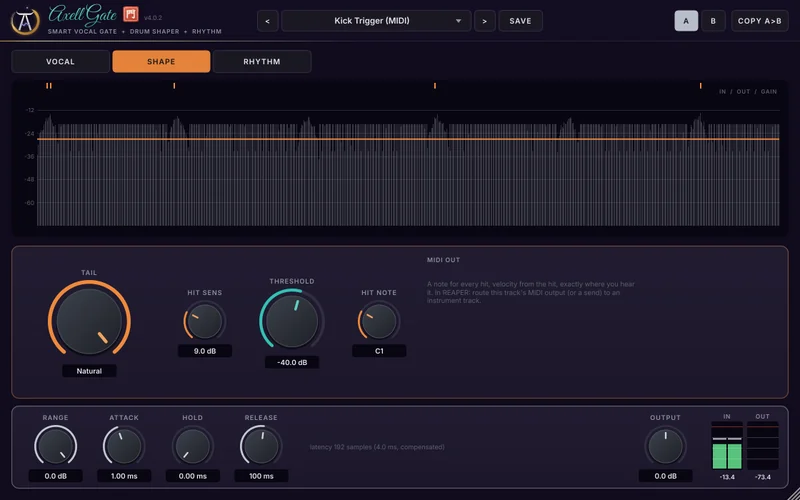 Axell Gate
v4.0.2
SMART VOCAL GATE + DRUM SHAPER + RHYTHM
<
Kick Trigger (MIDI)
>
SAVE
A
B
COPY A>B
VOCAL
SHAPE
RHYTHM
IN / OUT / GAIN
-12
-24
-36
-48
-60
TAIL
Natural
HIT SENS
9.0 dB
THRESHOLD
-40.0 dB
HIT NOTE
C1
MIDI OUT
A note for every hit, velocity from the hit, exactly where you hear
it. In REAPER: route this track's MIDI output (or a send) to an
instrument track.
RANGE
0.0 dB
ATTACK
1.00 ms
HOLD
0.00 ms
RELEASE
100 ms
latency 192 samples (4.0 ms, compensated)
OUTPUT
0.0 dB
IN
OUT
-13.4
-73.4